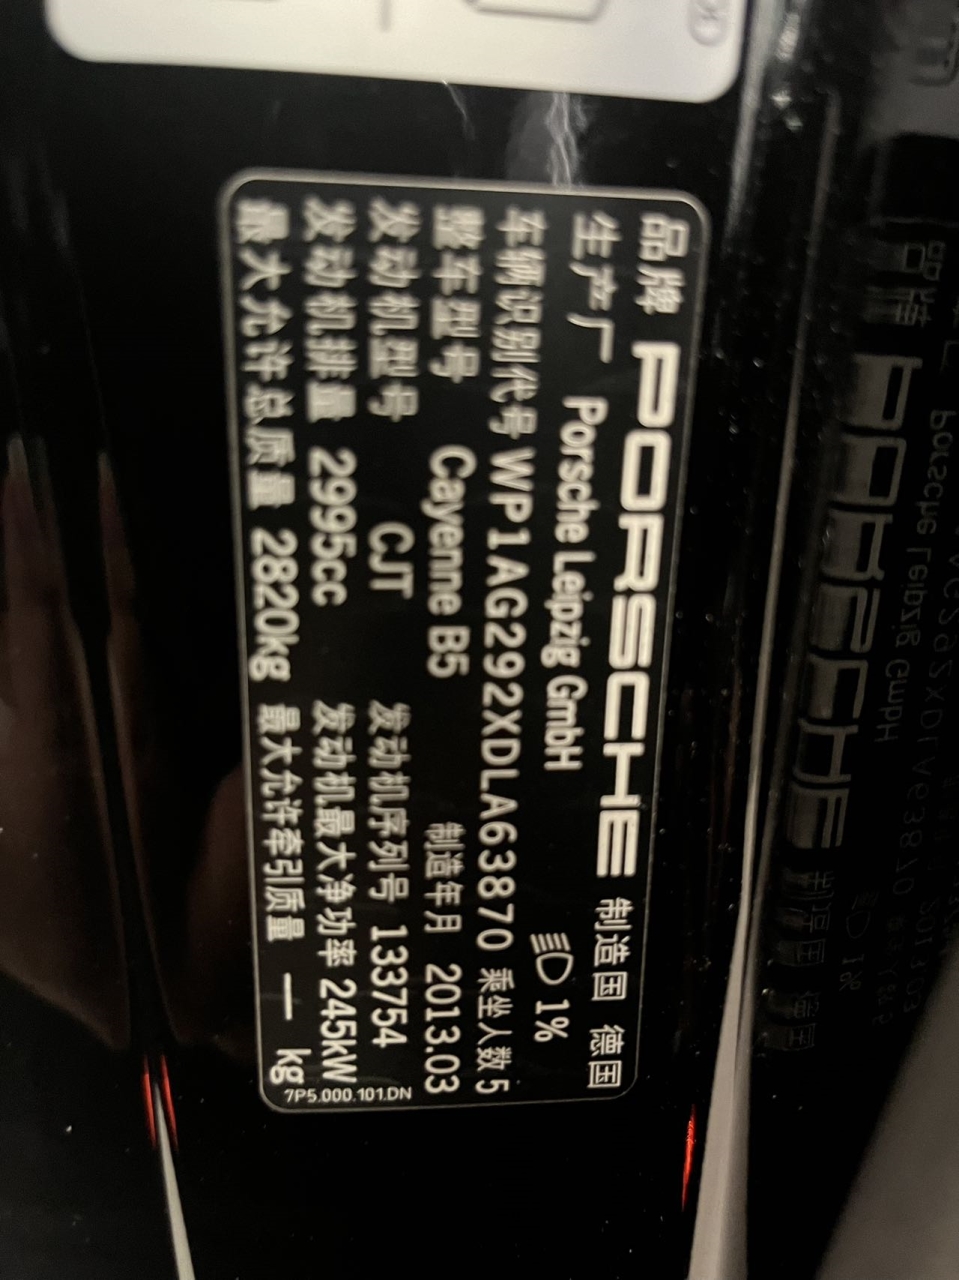 品牌 PORSCHE 制造国 德国
生产厂 Porsche Leipzig GmbH 1%
车辆识别代号 WP1AG292XDLA63870 乘坐人数 5
整车型号 Cayenne B5 制造年月 2013.03
发动机型号 CJT 发动机序列号 133754
发动机排量 2995cc 发动机最大净功率 245kW
最大允许总质量 2820kg 最大允许牵引质量 — kg
7P5.000.101.DN